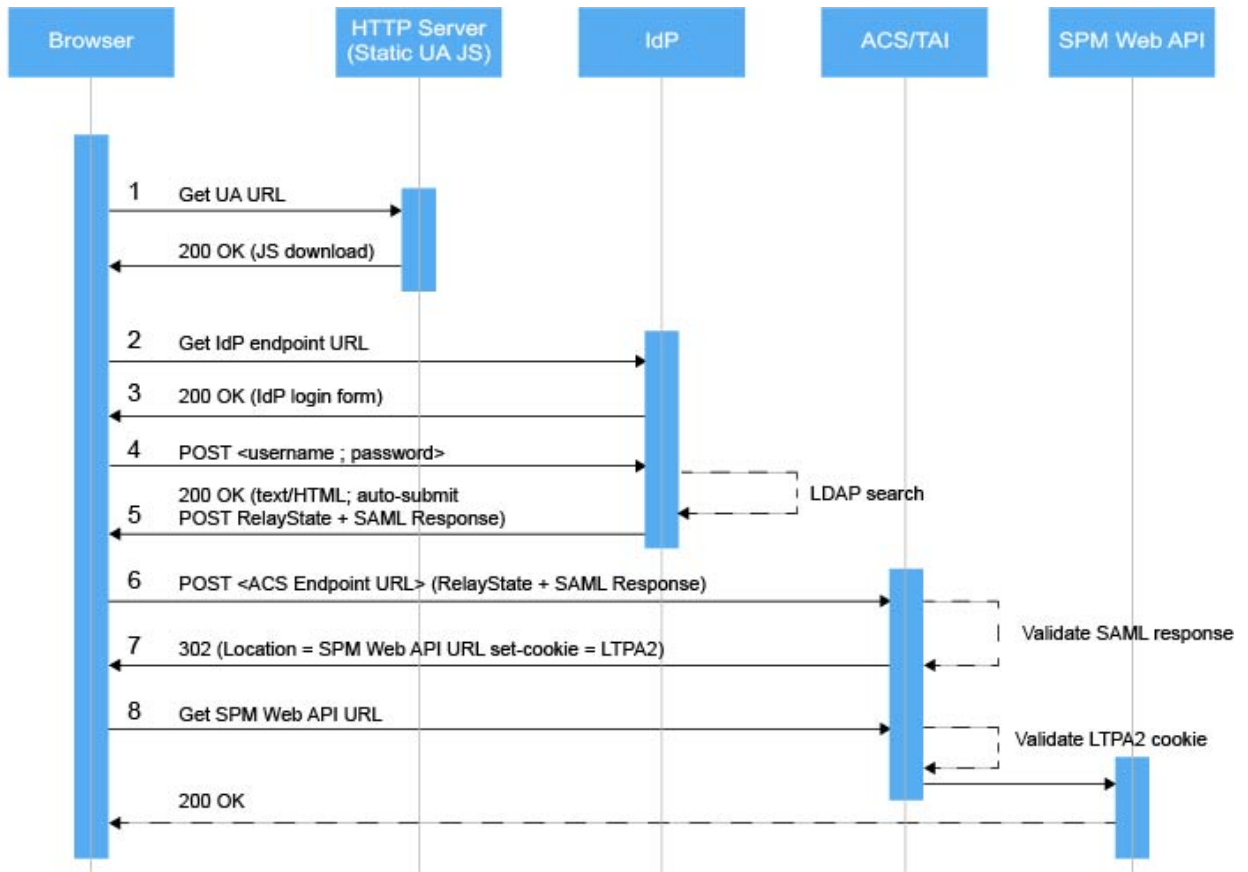 Browser
HTTP Server
(Static UA JS)
IdP
ACS/TAI
SPM Web API
1 Get UA URL
200 OK (JS download)
2 Get IdP endpoint URL
3 200 OK (IdP login form)
4 POST <username ; password>
LDAP search
200 OK (text/HTML; auto-submit
5 POST RelayState + SAML Response)
6 POST <ACS Endpoint URL> (RelayState + SAML Response)
Validate SAML response
7 302 (Location = SPM Web API URL set-cookie = LTPA2)
8 Get SPM Web API URL
Validate LTPA2 cookie
200 OK